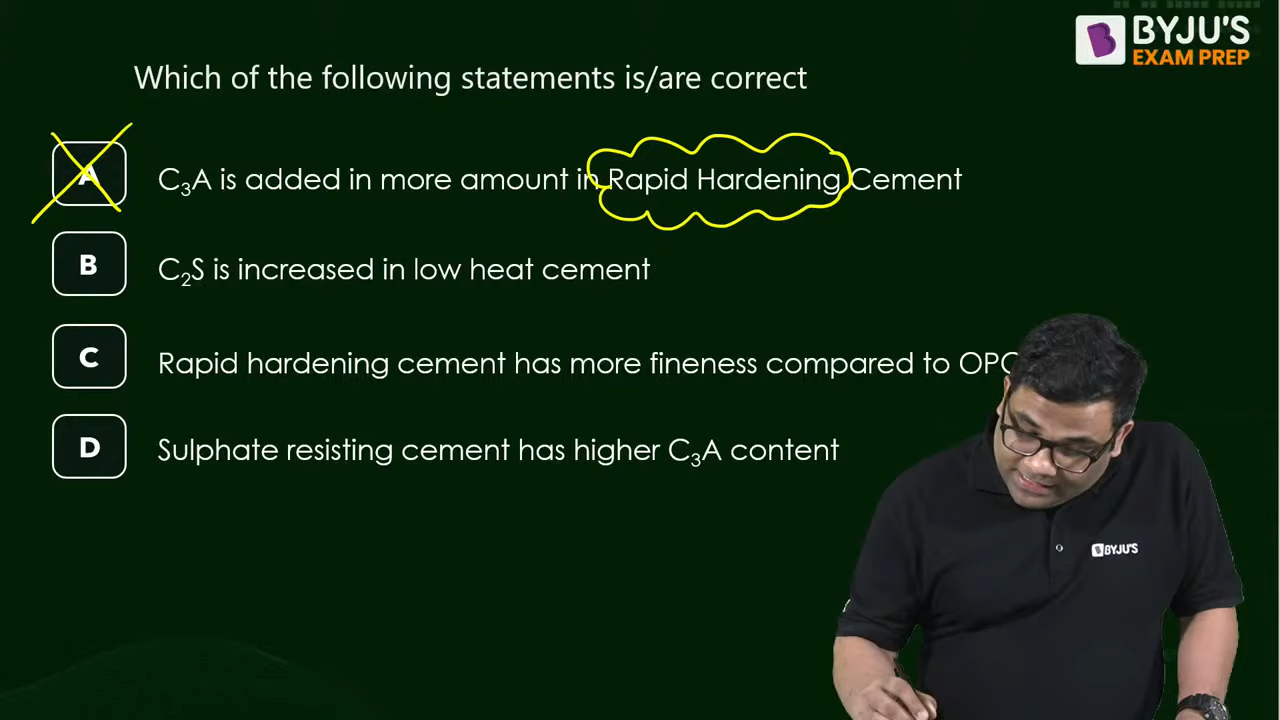 BYJU'S
EXAM PREP
Which of the following statements is/are correct
A C₃A is added in more amount in Rapid Hardening Cement
B C₂S is increased in low heat cement
C Rapid hardening cement has more fineness compared to OPC
D Sulphate resisting cement has higher C₃A content
BYJU'S